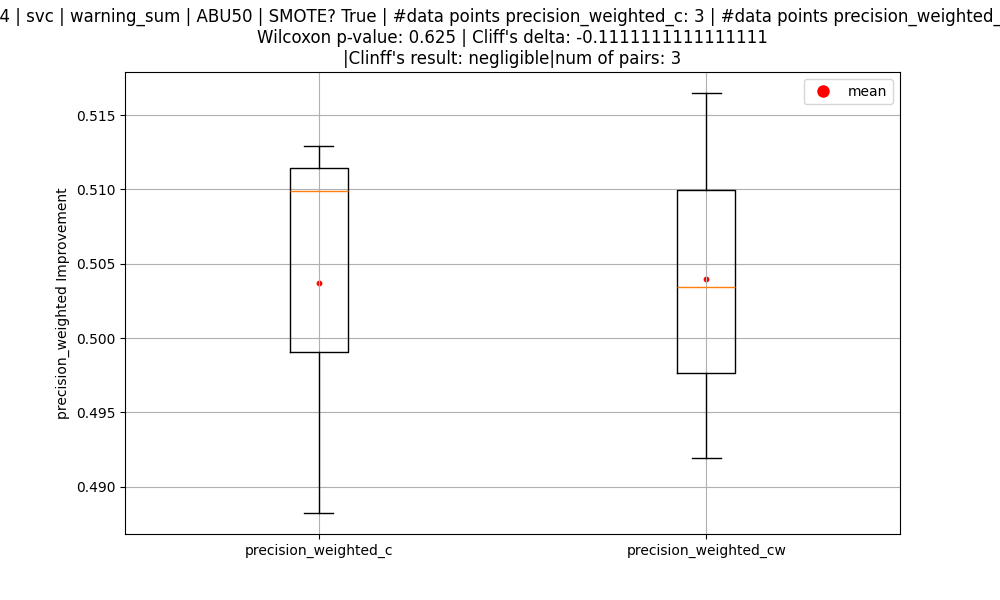 4 | svc | warning_sum | ABU50 | SMOTE? True | #data points precision_weighted_c: 3 | #data points precision_weighted_
Wilcoxon p-value: 0.625 | Cliff's delta: -0.1111111111111111
|Clinff's result: negligible|num of pairs: 3
mean
0.515
0.510
0.505
0.500
0.495
0.490
precision_weighted Improvement
precision_weighted_c
precision_weighted_cw